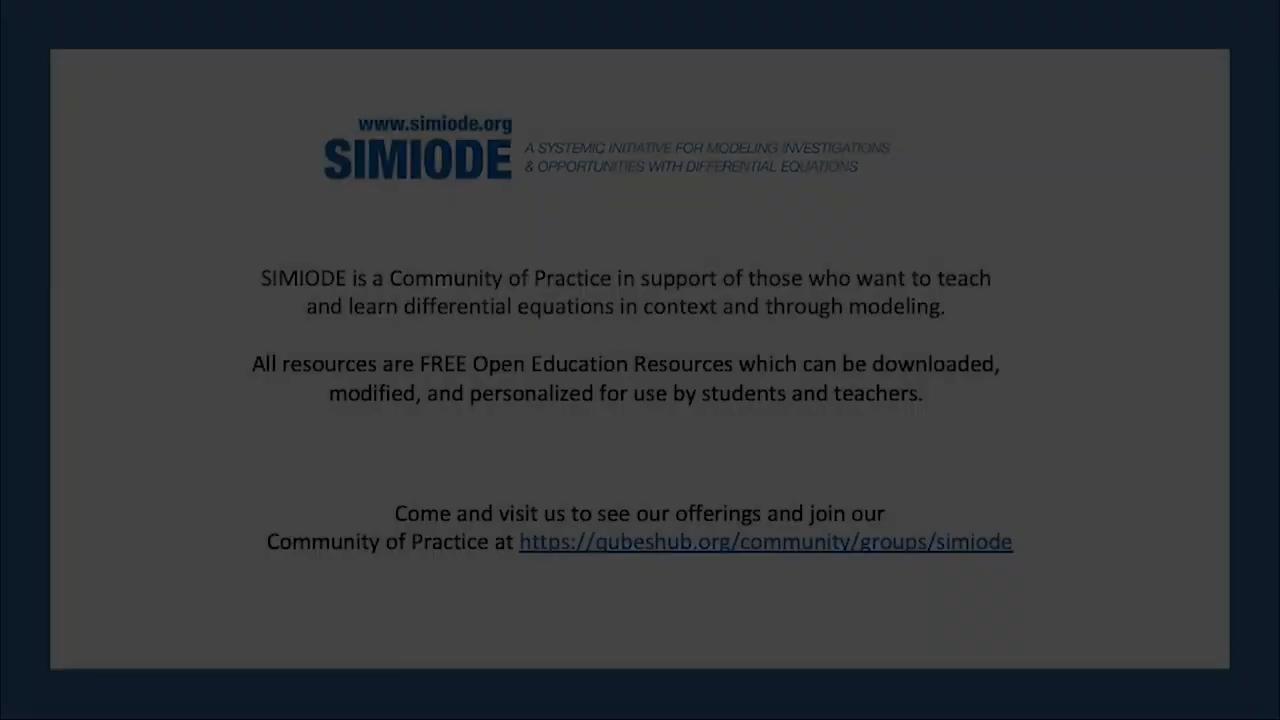 www.simiode.org
SIMIODE
A SYSTEMIC INITIATIVE FOR MODELING INVESTIGATIONS
& OPPORTUNITIES WITH DIFFERENTIAL EQUATIONS
SIMIODE is a Community of Practice in support of those who want to teach
and learn differential equations in context and through modeling.
All resources are FREE Open Education Resources which can be downloaded,
modified, and personalized for use by students and teachers.
Come and visit us to see our offerings and join our
Community of Practice at https://qubeshub.org/community/groups/simiode